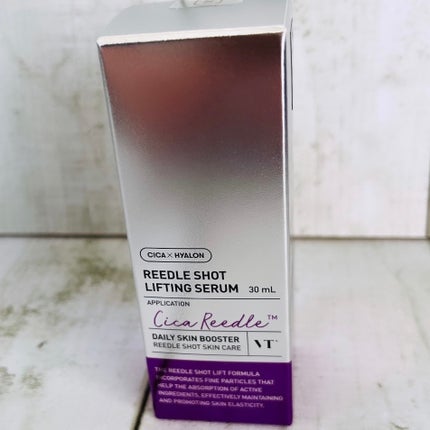 CICA × HYALON
REEDLE SHOT
LIFTING SERUM 30 mL
APPLICATION
Cica Reedle™
DAILY SKIN BOOSTER
REEDLE SHOT SKIN CARE
VT
THE REEDLE SHOT LIFT FORMULA
INCORPORATES FINE PARTICLES THAT
HELP THE ABSORPTION OF ACTIVE
INGREDIENTS, EFFECTIVELY MAINTAINING
AND PROMOTING SKIN ELASTICITY.